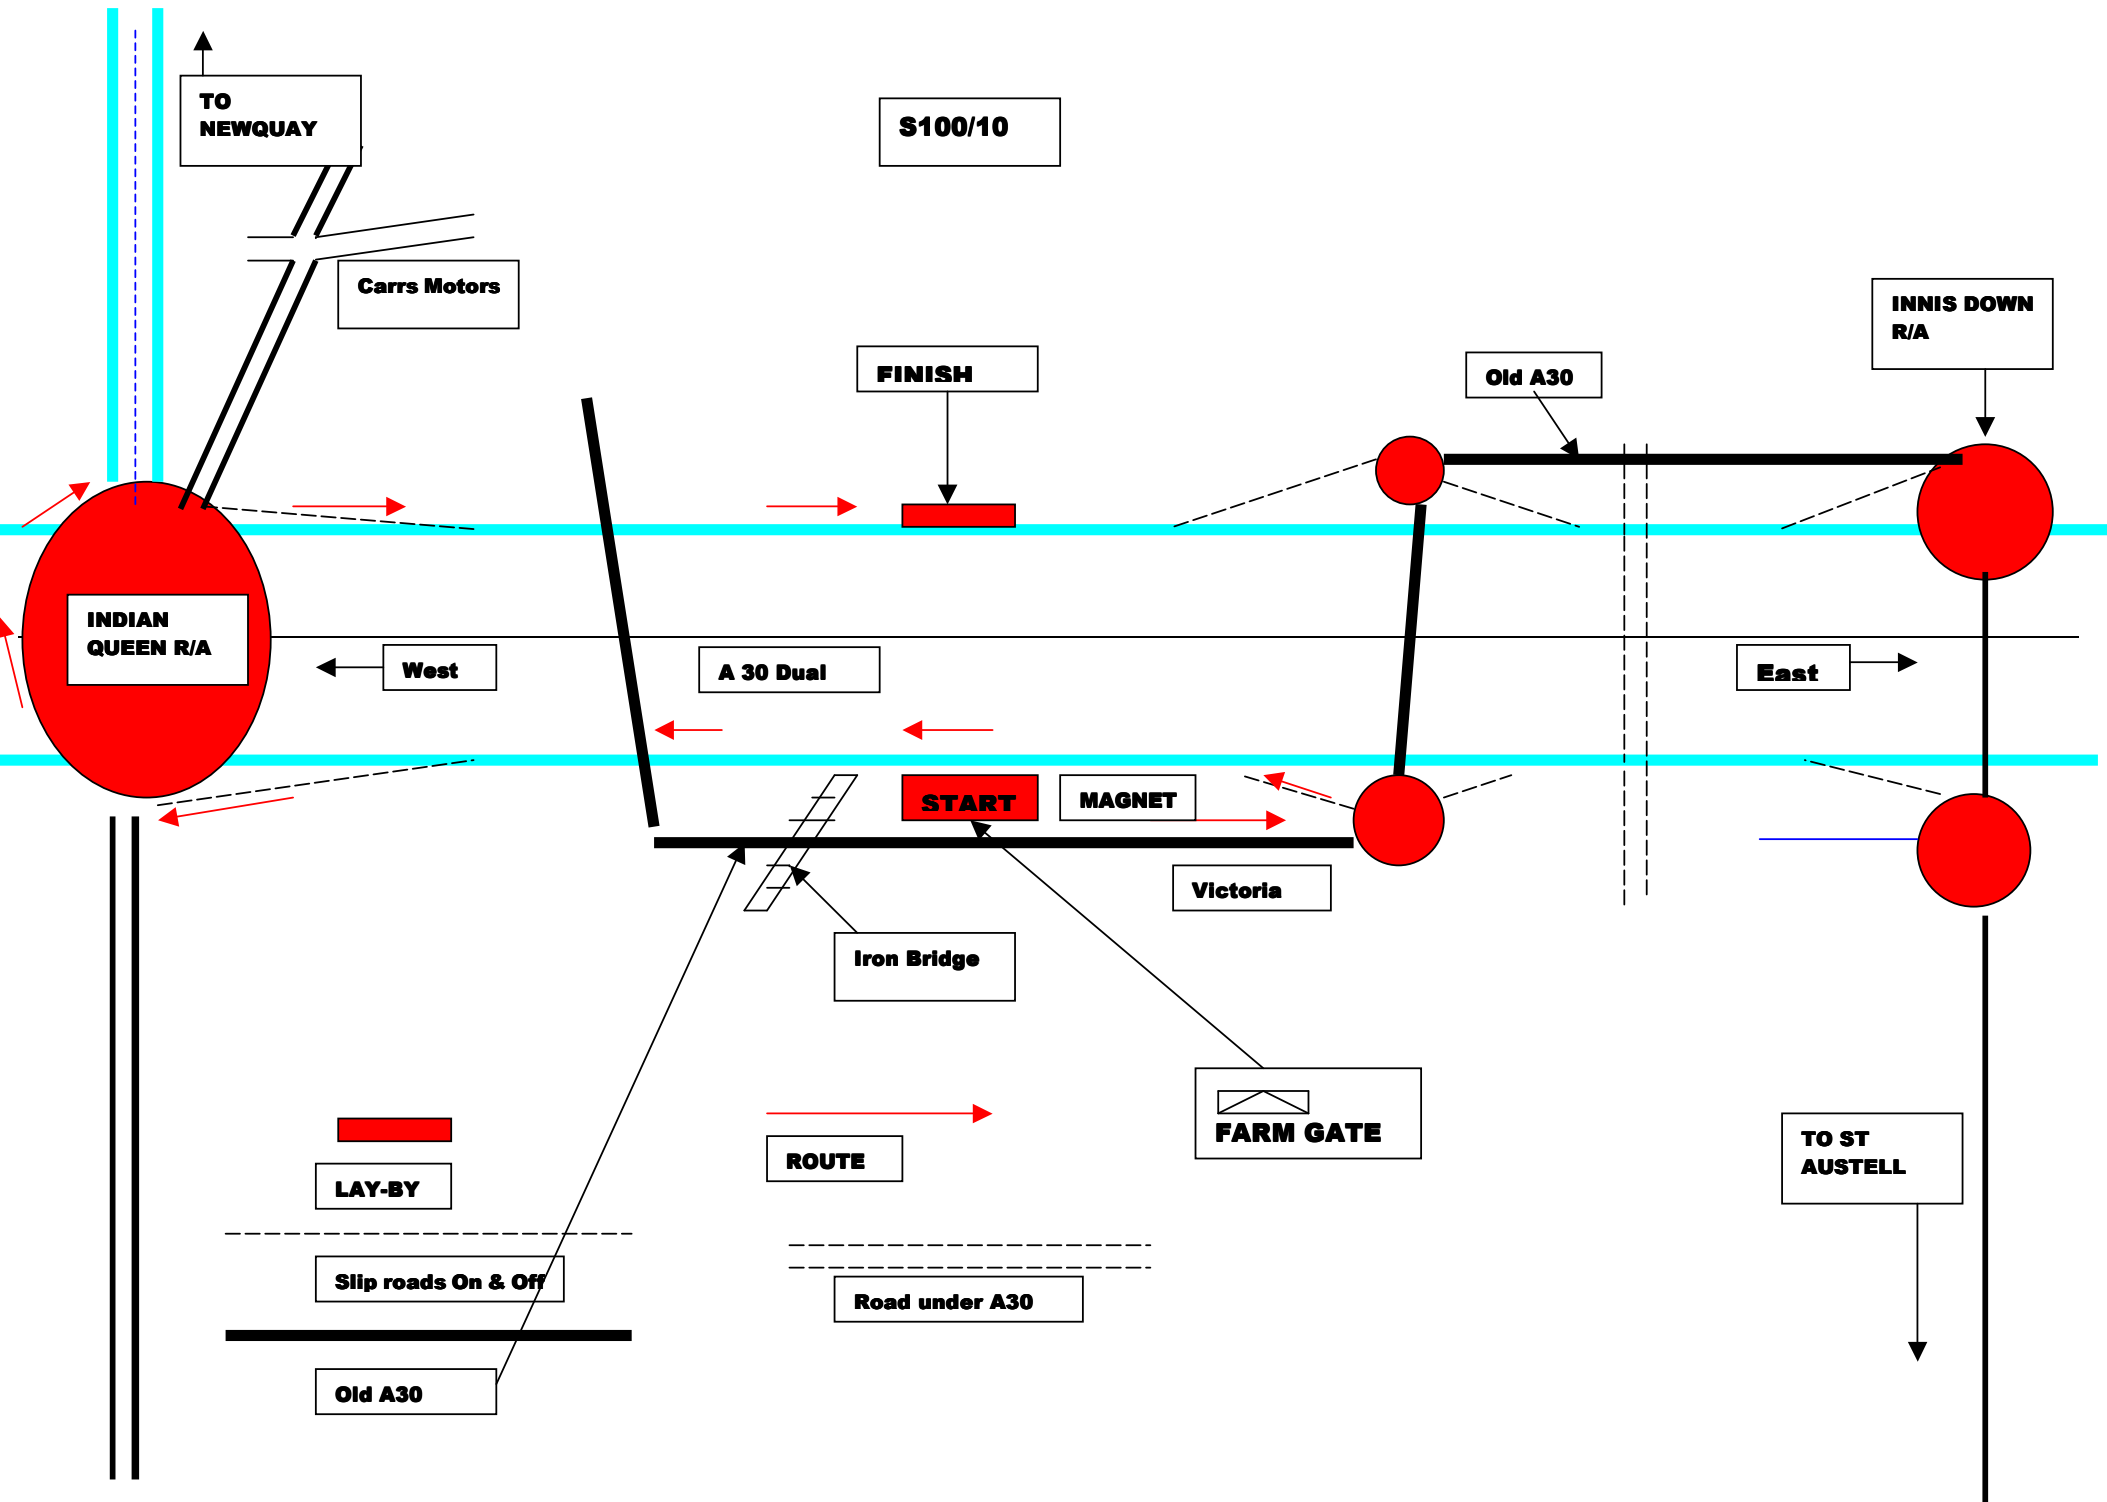 TO
NEWQUAY
S100/10
Carrs Motors
INNIS DOWN
R/A
FINISH
Old A30
INDIAN
QUEEN R/A
West
A 30 Dual
East
START
MAGNET
Victoria
Iron Bridge
FARM GATE
TO ST
AUSTELL
ROUTE
LAY-BY
Slip roads On & Off
Road under A30
Old A30